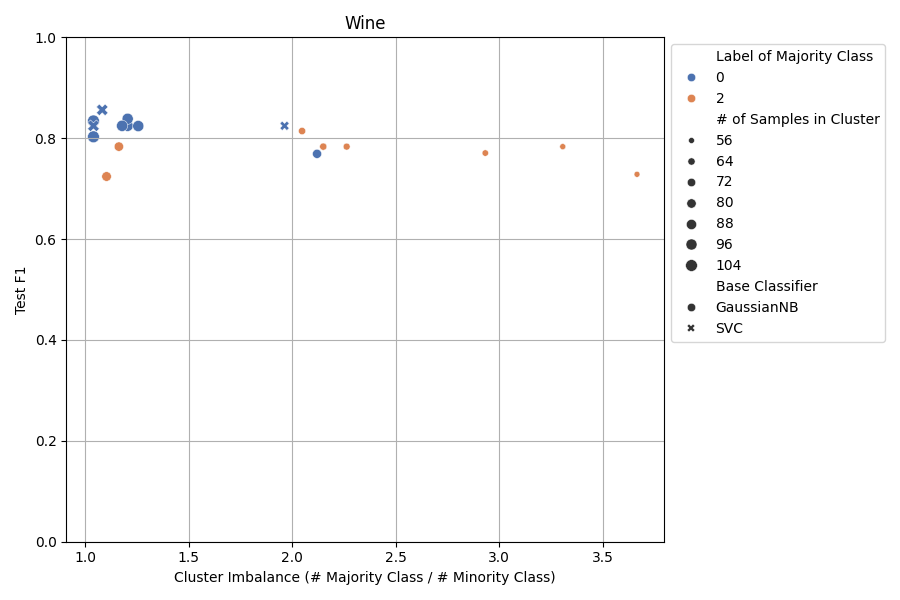 Wine
1.0
0.8
0.6
0.4
0.2
0.0
Test F1
1.0
1.5
2.0
2.5
3.0
3.5
Cluster Imbalance (# Majority Class / # Minority Class)
Label of Majority Class
0
2
# of Samples in Cluster
56
64
72
80
88
96
104
Base Classifier
GaussianNB
SVC